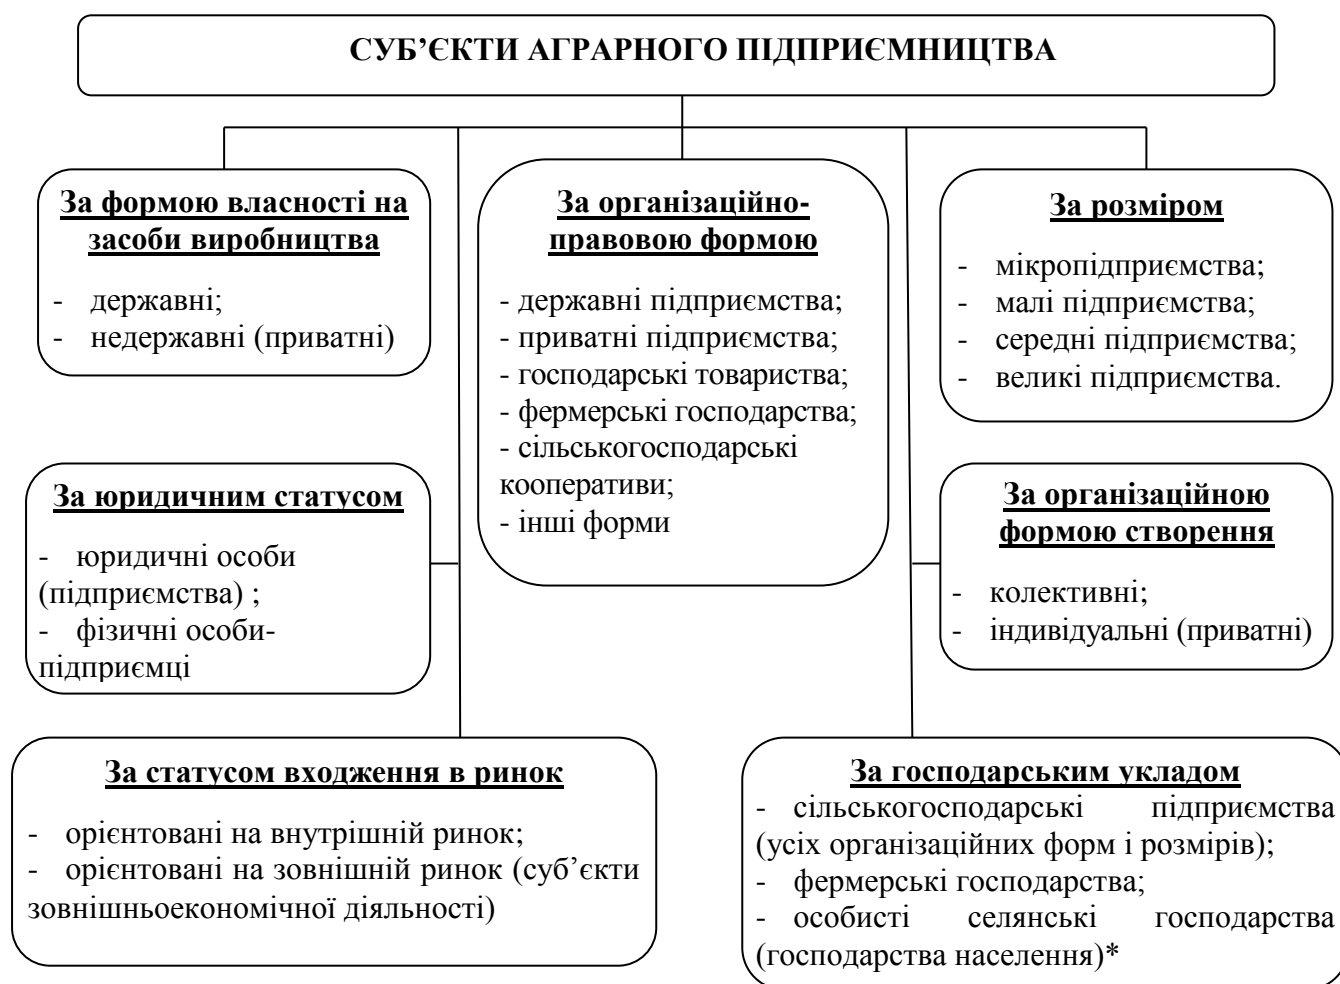 СУБ’ЄКТИ АГРАРНОГО ПІДПРИЄМНИЦТВА
За формою власності на
засоби виробництва
- державні;
- недержавні (приватні)
За організаційно-
правовою формою
- державні підприємства;
- приватні підприємства;
- господарські товариства;
- фермерські господарства;
- сільськогосподарські
кооперативи;
- інші форми
За розміром
- мікропідприємства;
- малі підприємства;
- середні підприємства;
- великі підприємства.
За юридичним статусом
- юридичні особи
(підприємства) ;
- фізичні особи-
підприємці
За організаційною
формою створення
- колективні;
- індивідуальні (приватні)
За статусом входження в ринок
- орієнтовані на внутрішній ринок;
- орієнтовані на зовнішній ринок (суб’єкти
зовнішньоекономічної діяльності)
За господарським укладом
- сільськогосподарські підприємства
(усіх організаційних форм і розмірів);
- фермерські господарства;
- особисті селянські господарства
(господарства населення)*